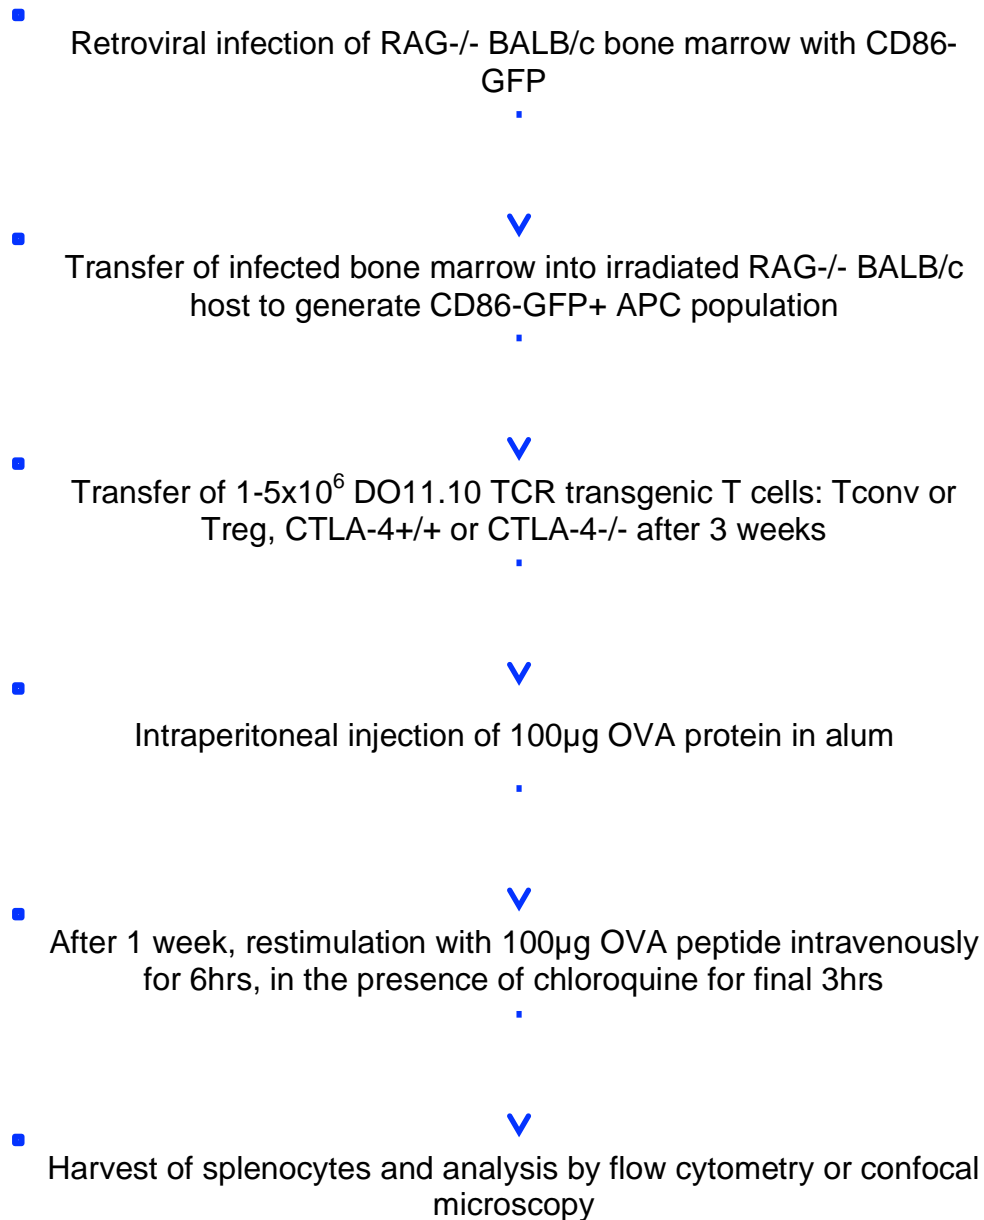 Retroviral infection of RAG-/- BALB/c bone marrow with CD86-
GFP
Transfer of infected bone marrow into irradiated RAG-/- BALB/c
host to generate CD86-GFP+ APC population
Transfer of 1-5x10⁶ DO11.10 TCR transgenic T cells: Tconv or
Treg, CTLA-4+/+ or CTLA-4-/- after 3 weeks
Intraperitoneal injection of 100µg OVA protein in alum
After 1 week, restimulation with 100µg OVA peptide intravenously
for 6hrs, in the presence of chloroquine for final 3hrs
Harvest of splenocytes and analysis by flow cytometry or confocal
microscopy